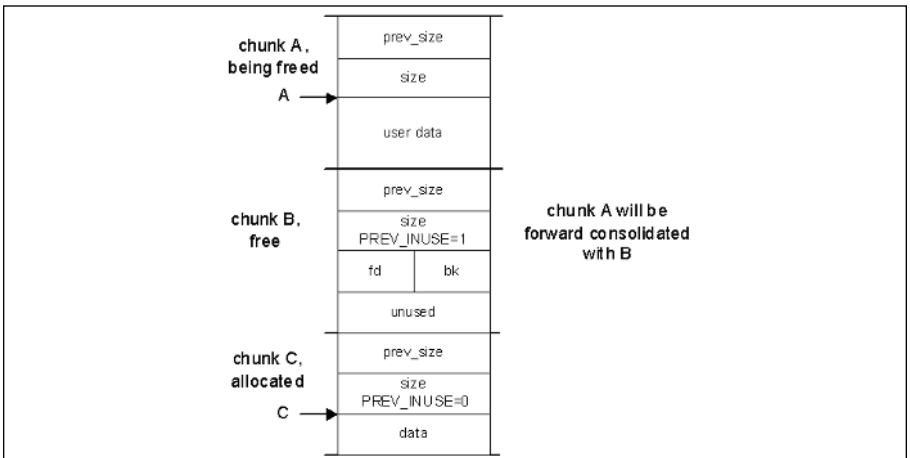 prev_size
chunk A,
being freed
size
A
user data
prev_size
chunk B,
free
size
PREV_INUSE=1
chunk A will be
forward consolidated
with B
fd
bk
unused
prev_size
chunk C,
allocated
size
PREV_INUSE=0
C
data